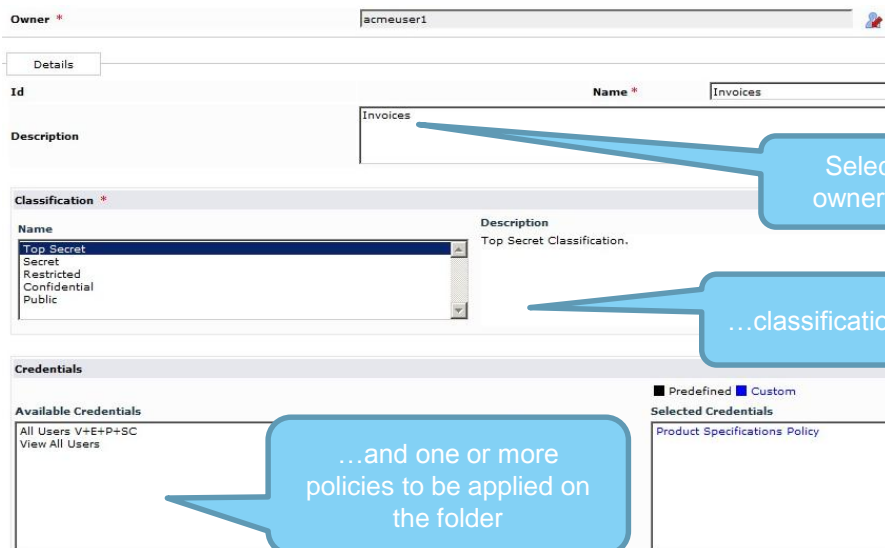 Owner *
acmeuser1
Details
Id
Name *
Invoices
Description
Invoices
owner
Classification *
Name
Description
Top Secret
Top Secret Classification.
Secret
Restricted
Confidential
Public
Credentials
Predefined Custom
Available Credentials
Selected Credentials
All Users V+E+P+SC
Product Specifications Policy
View All Users
…and one or more
policies to be applied on
the folder